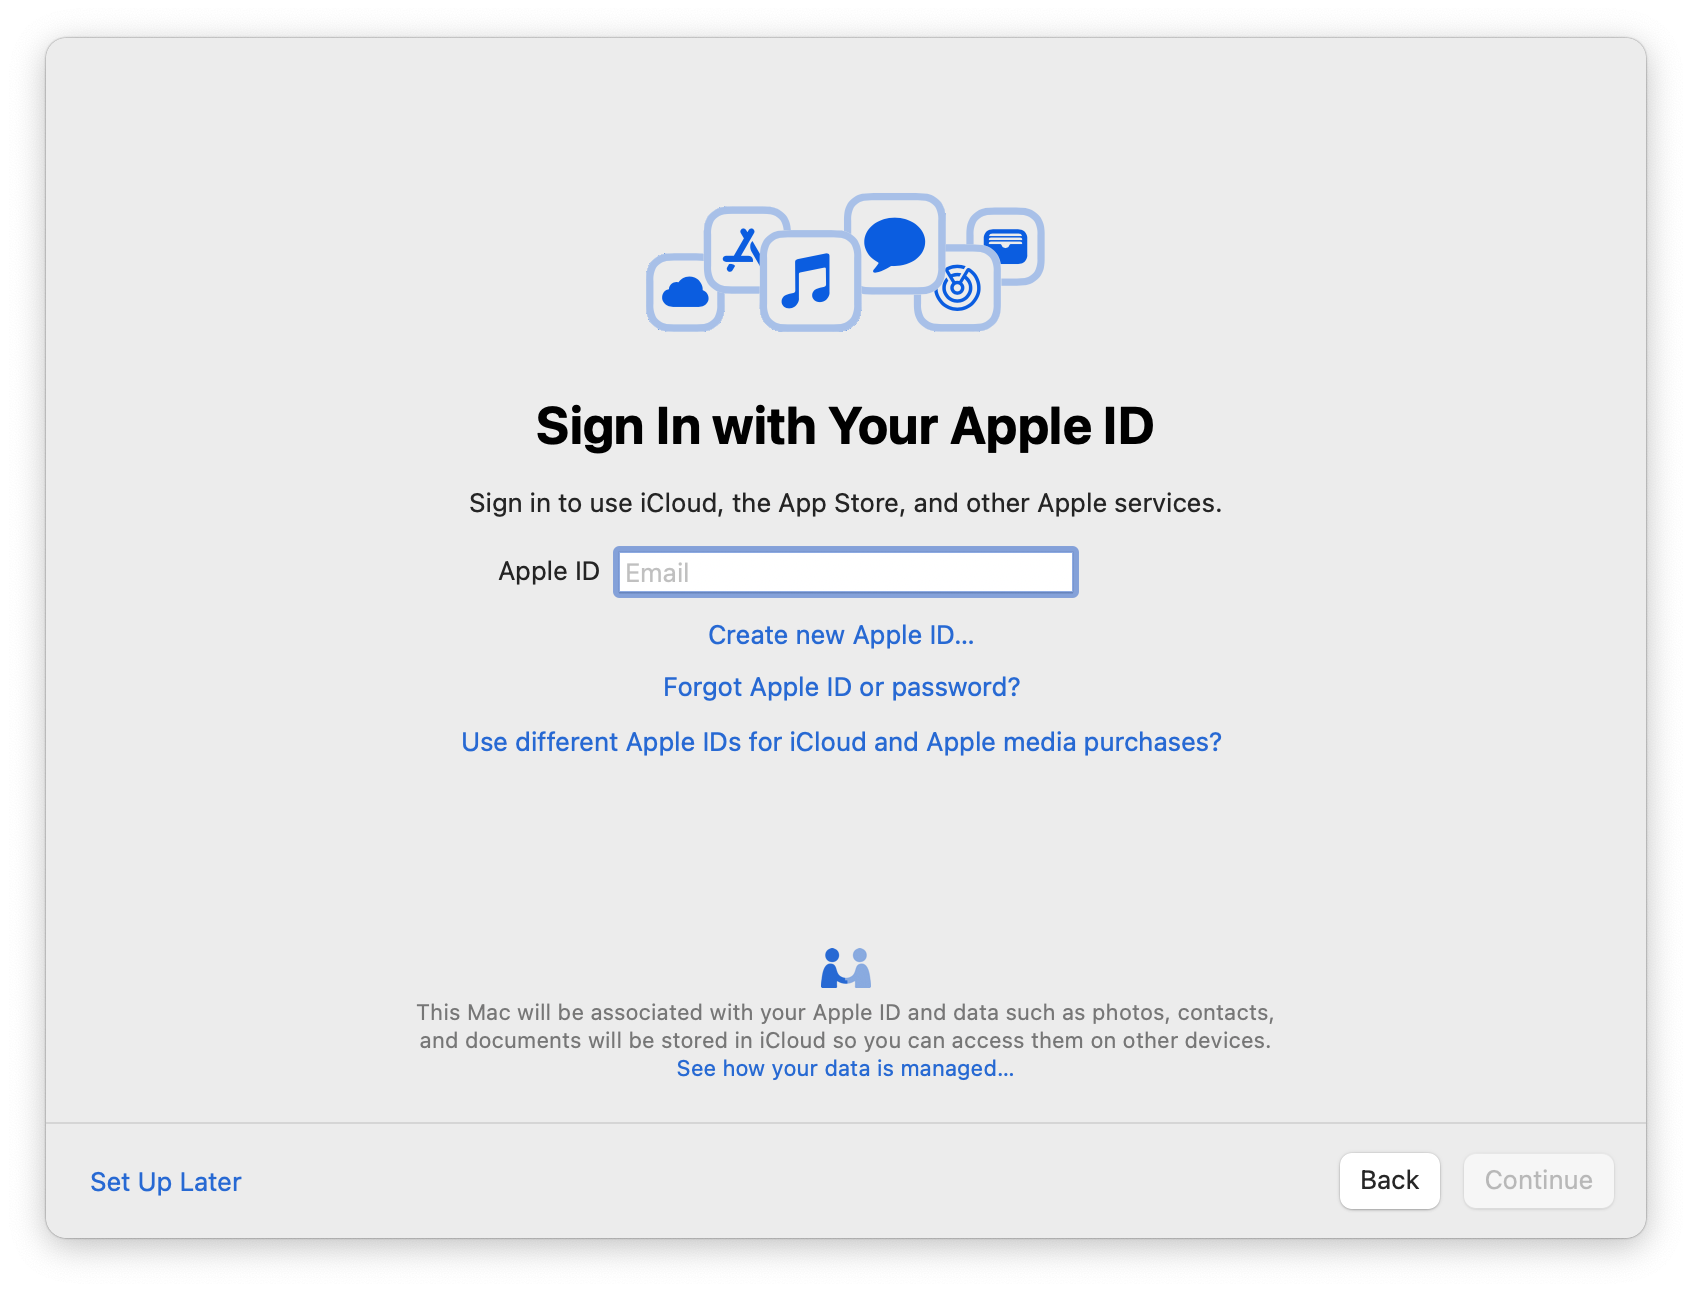 Sign In with Your Apple ID
Sign in to use iCloud, the App Store, and other Apple services.
Apple ID Email
Create new Apple ID...
Forgot Apple ID or password?
Use different Apple IDs for iCloud and Apple media purchases?
This Mac will be associated with your Apple ID and data such as photos, contacts,
and documents will be stored in iCloud so you can access them on other devices.
See how your data is managed...
Set Up Later Back Continue